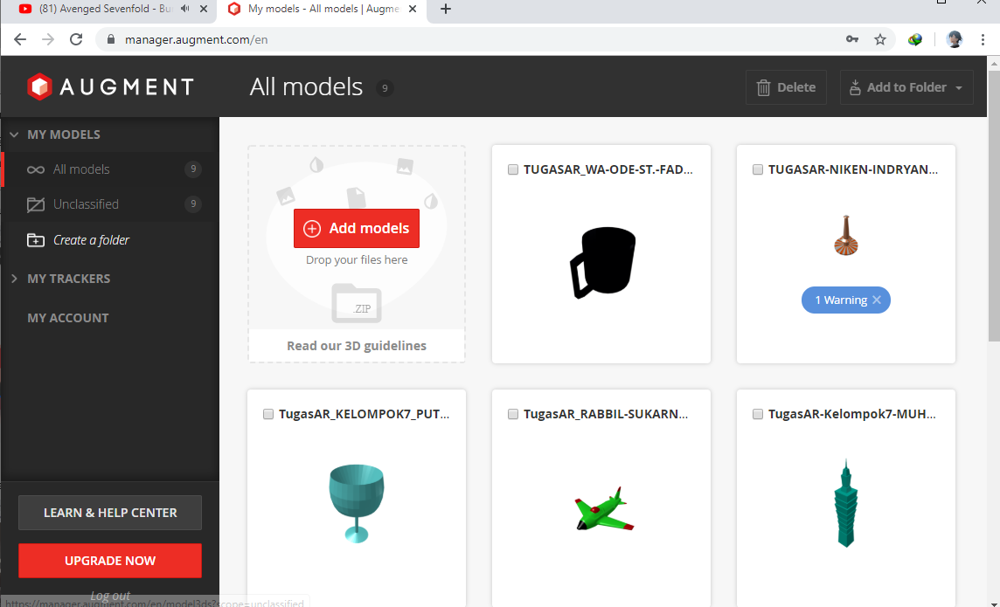 (81) Avenged Sevenfold - Bu
My models - All models | Augme
manager.augment.com/en
AUGMENT
All models 9
Delete
Add to Folder
MY MODELS
All models 9
Unclassified 9
Create a folder
MY TRACKERS
MY ACCOUNT
LEARN & HELP CENTER
UPGRADE NOW
Log out
https://manager.augment.com/en/model3ds?scope=unclassified
Add models
Drop your files here
.ZIP
Read our 3D guidelines
TUGASAR_WA-ODE-ST.-FAD...
TUGASAR-NIKEN-INDRYAN...
1 Warning
TugasAR_KELOMPOK7_PUT...
TugasAR_RABBIL-SUKARN...
TugasAR-Kelompok7-MUH...